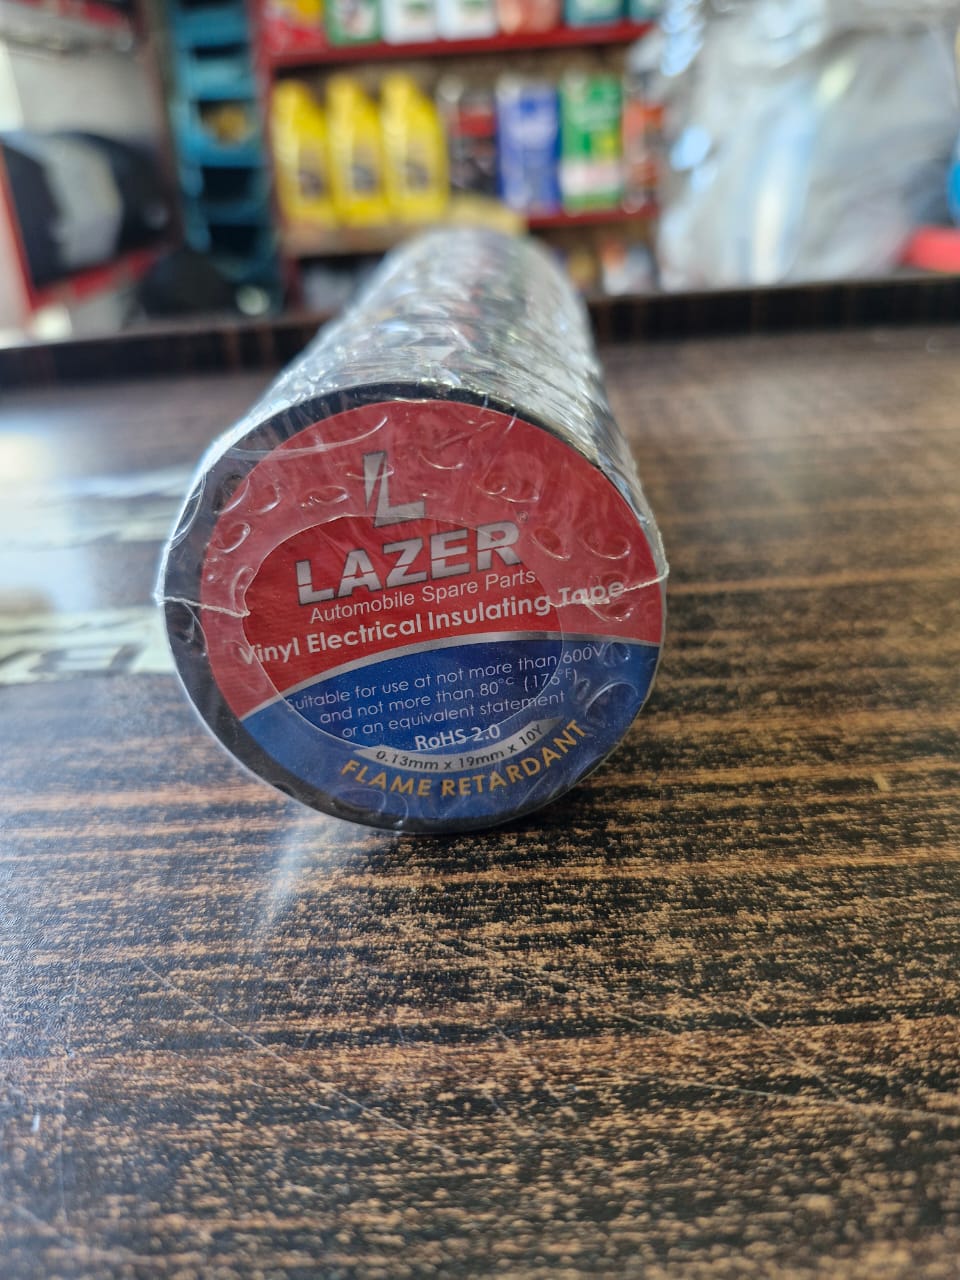 L
LAZER®
Automobile Spare Parts
Vinyl Electrical Insulating Tape
Suitable for use at not more than 600V
and not more than 80°C (176°F)
or an equivalent statement
RoHS 2.0
0.13mm x 19mm x 10Y
FLAME RETARDANT